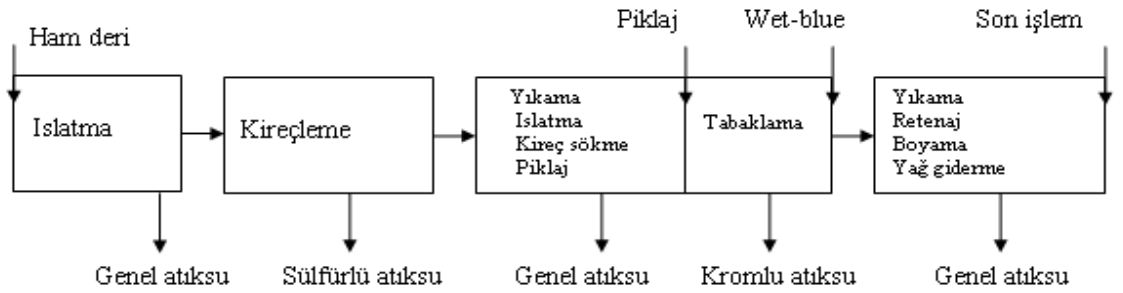 Ham deri
Piklaj
Wet-blue
Son işlem
Islatma
Kireçleme
Yıkama
Islatma
Kireç sökme
Piklaj
Tabaklama
Yıkama
Retenaj
Boyama
Yağ giderme
Genel atıksu
Sülfürlü atıksu
Genel atıksu
Kromlu atıksu
Genel atıksu